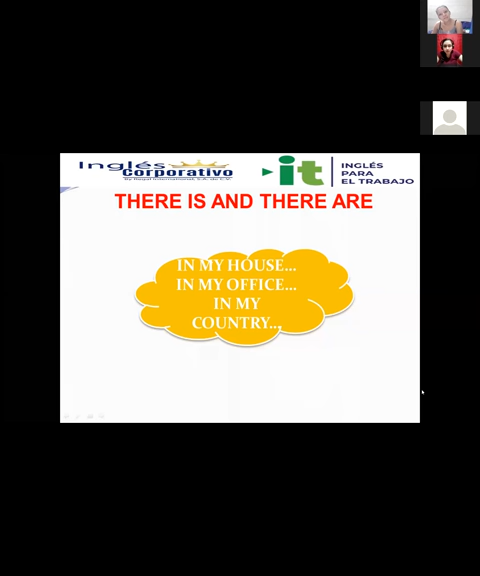 Inglés
Corporativo
it
INGLÉS
PARA
EL TRABAJO
THERE IS AND THERE ARE
IN MY HOUSE...
IN MY OFFICE...
IN MY
COUNTRY...